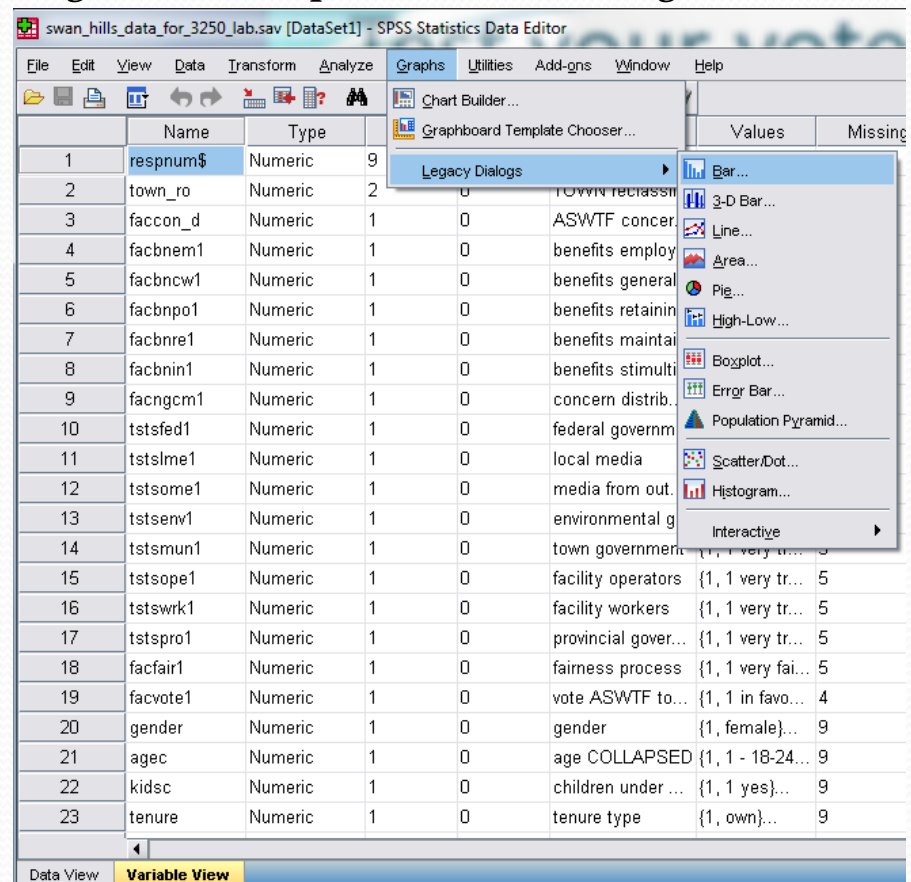 swan_hills_data_for_3250_lab.sav [DataSet1] - SPSS Statistics Data Editor
File Edit View Data Transform Analyze Graphs Utilities Add-ons Window Help
Chart Builder...
Graphboard Template Chooser...
Legacy Dialogs
Bar...
3-D Bar...
Line...
Area...
Pie...
High-Low...
Boxplot...
Error Bar...
Population Pyramid...
Scatter/Dot...
Histogram...
Interactive
Name Type Values Missing
1 respnum$ Numeric 9
2 town_ro Numeric 2 0 TOWN reclassif
3 faccon_d Numeric 1 0 ASWTF concer.
4 facbnem1 Numeric 1 0 benefits employ
5 facbncw1 Numeric 1 0 benefits general
6 facbnpo1 Numeric 1 0 benefits retainin
7 facbnre1 Numeric 1 0 benefits maintai
8 facbnin1 Numeric 1 0 benefits stimulti
9 facngcm1 Numeric 1 0 concern distrib..
10 tstsfed1 Numeric 1 0 federal governm
11 tstslme1 Numeric 1 0 local media
12 tstsome1 Numeric 1 0 media from out.
13 tstsenv1 Numeric 1 0 environmental g
14 tstsmun1 Numeric 1 0 town government {1, 1 very tr... 5
15 tstsope1 Numeric 1 0 facility operators {1, 1 very tr... 5
16 tstswrk1 Numeric 1 0 facility workers {1, 1 very tr... 5
17 tstspro1 Numeric 1 0 provincial gover... {1, 1 very tr... 5
18 facfair1 Numeric 1 0 fairness process {1, 1 very fai... 5
19 facvote1 Numeric 1 0 vote ASWTF to... {1, 1 in favo... 4
20 gender Numeric 1 0 gender {1, female}... 9
21 agec Numeric 1 0 age COLLAPSED {1, 1 - 18-24... 9
22 kidsc Numeric 1 0 children under ... {1, 1 yes}... 9
23 tenure Numeric 1 0 tenure type {1, own}... 9
Data View Variable View